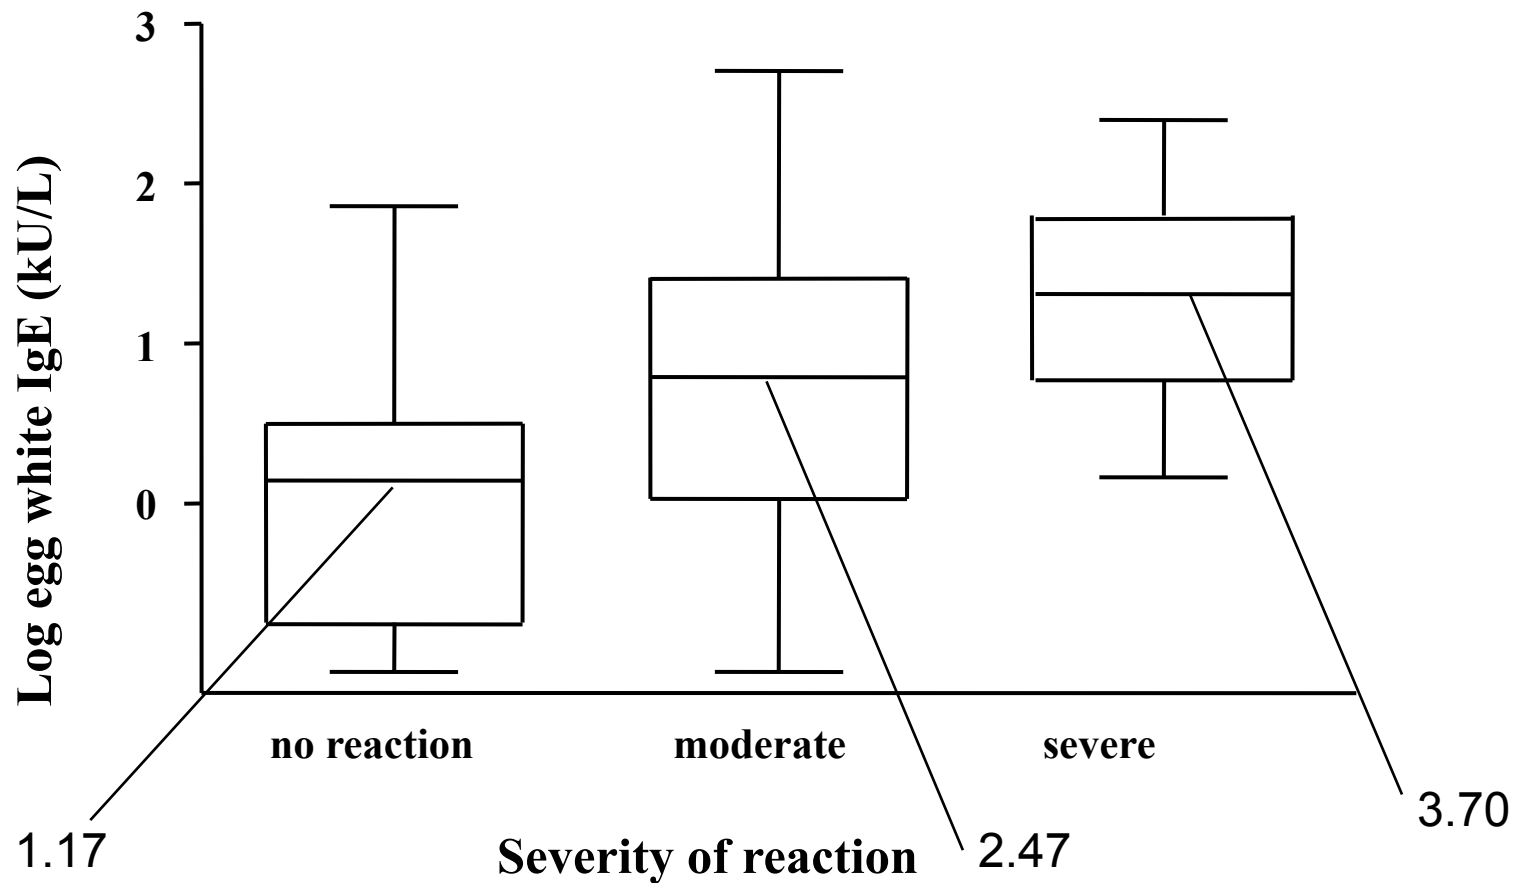 3
2
1
0
Log egg white IgE (kU/L)
no reaction
moderate
severe
1.17
Severity of reaction
2.47
3.70